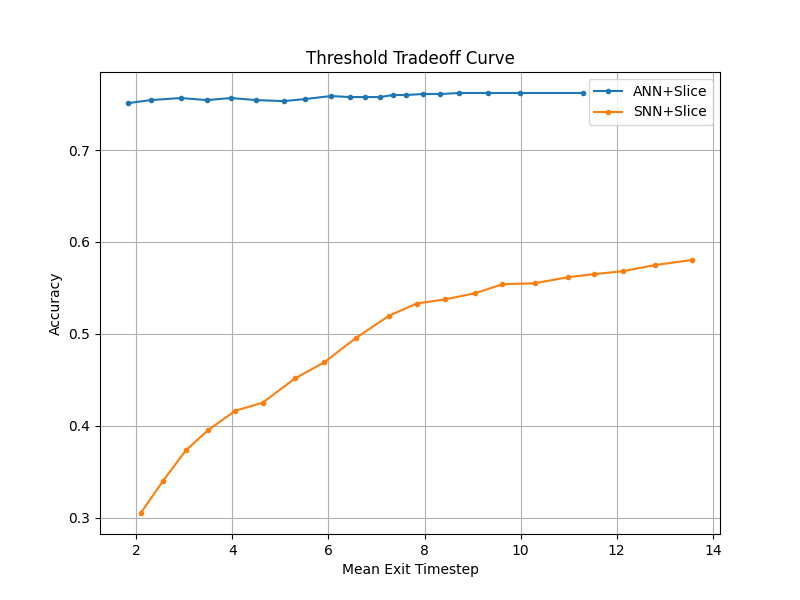 Threshold Tradeoff Curve
ANN+Slice
SNN+Slice
Accuracy
0.7
0.6
0.5
0.4
0.3
2 4 6 8 10 12 14
Mean Exit Timestep